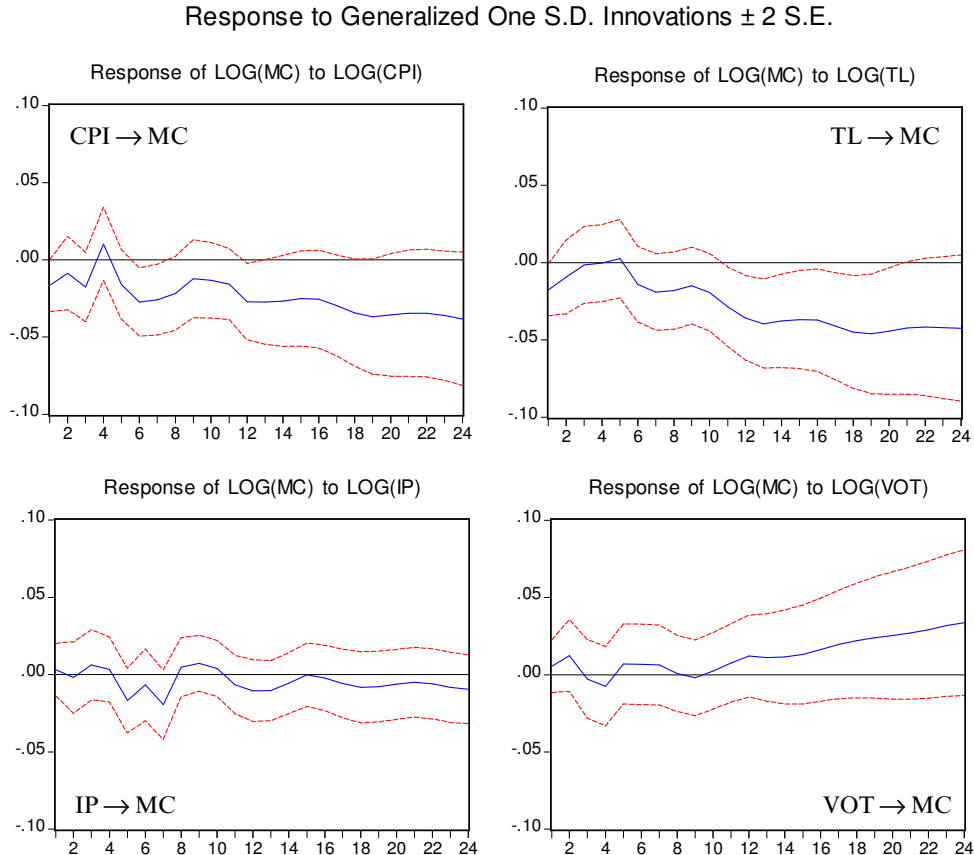 Response to Generalized One S.D. Innovations ± 2 S.E.
Response of LOG(MC) to LOG(CPI)
.10
.05
.00
-.05
-.10
CPI → MC
2 4 6 8 10 12 14 16 18 20 22 24
Response of LOG(MC) to LOG(TL)
.10
.05
.00
-.05
-.10
TL → MC
2 4 6 8 10 12 14 16 18 20 22 24
Response of LOG(MC) to LOG(IP)
.10
.05
.00
-.05
-.10
IP → MC
2 4 6 8 10 12 14 16 18 20 22 24
Response of LOG(MC) to LOG(VOT)
.10
.05
.00
-.05
-.10
VOT → MC
2 4 6 8 10 12 14 16 18 20 22 24